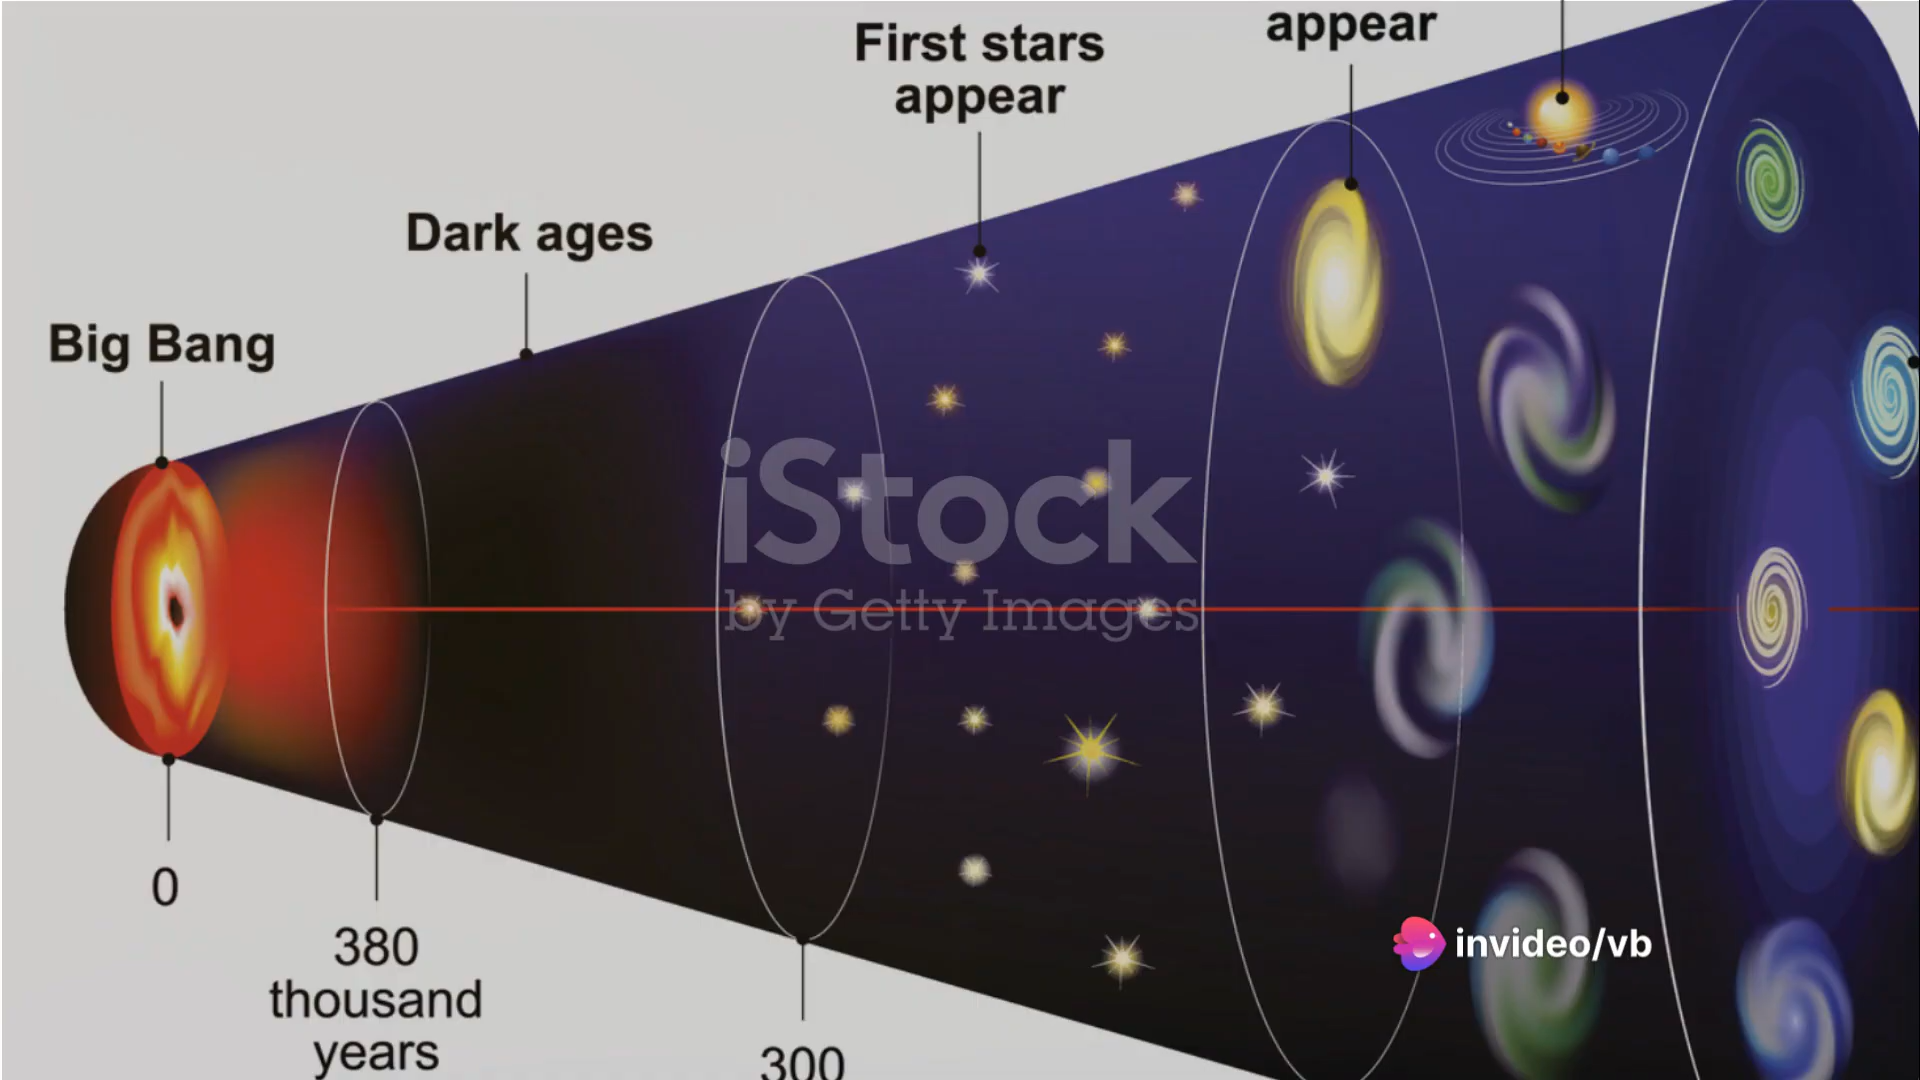 appear
First stars
appear
Dark ages
Big Bang
iStock
by Getty Images
0
invideo/vb
380
thousand
years
300